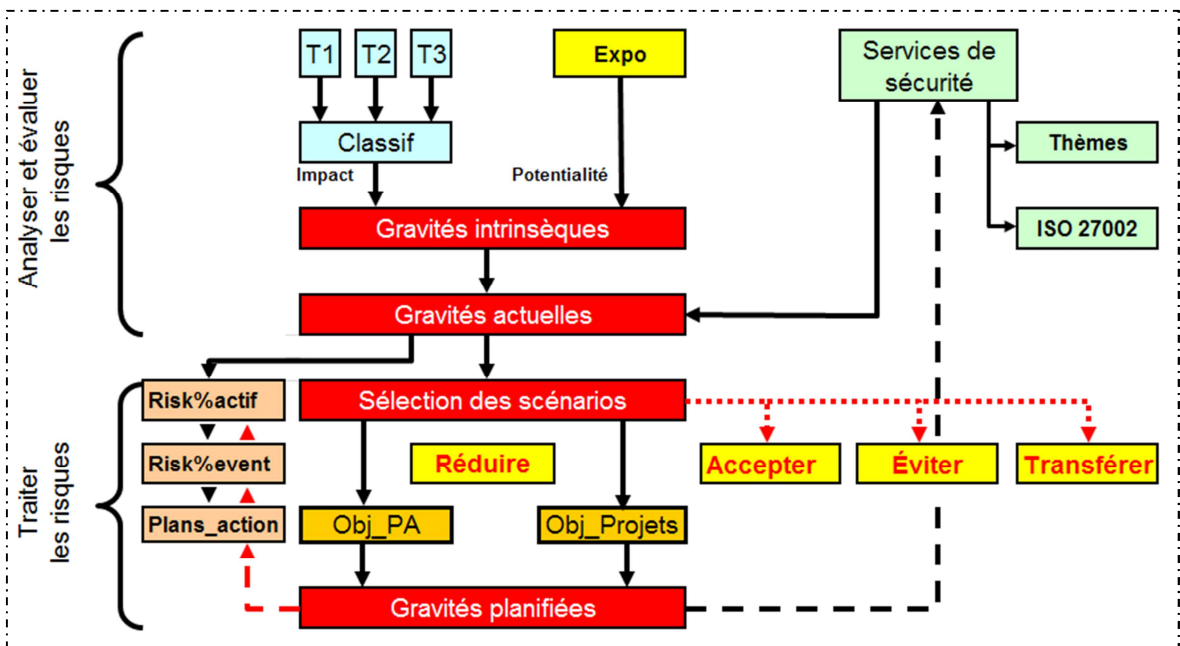 Analyser et évaluer
les risques
T1
T2
T3
Expo
Services de
sécurité
Classif
Thèmes
Impact
Potentialité
Gravités intrinsèques
ISO 27002
Gravités actuelles
Traiter
les risques
Risk%actif
Sélection des scénarios
Risk%event
Réduire
Accepter
Éviter
Transférer
Plans_action
Obj_PA
Obj_Projets
Gravités planifiées